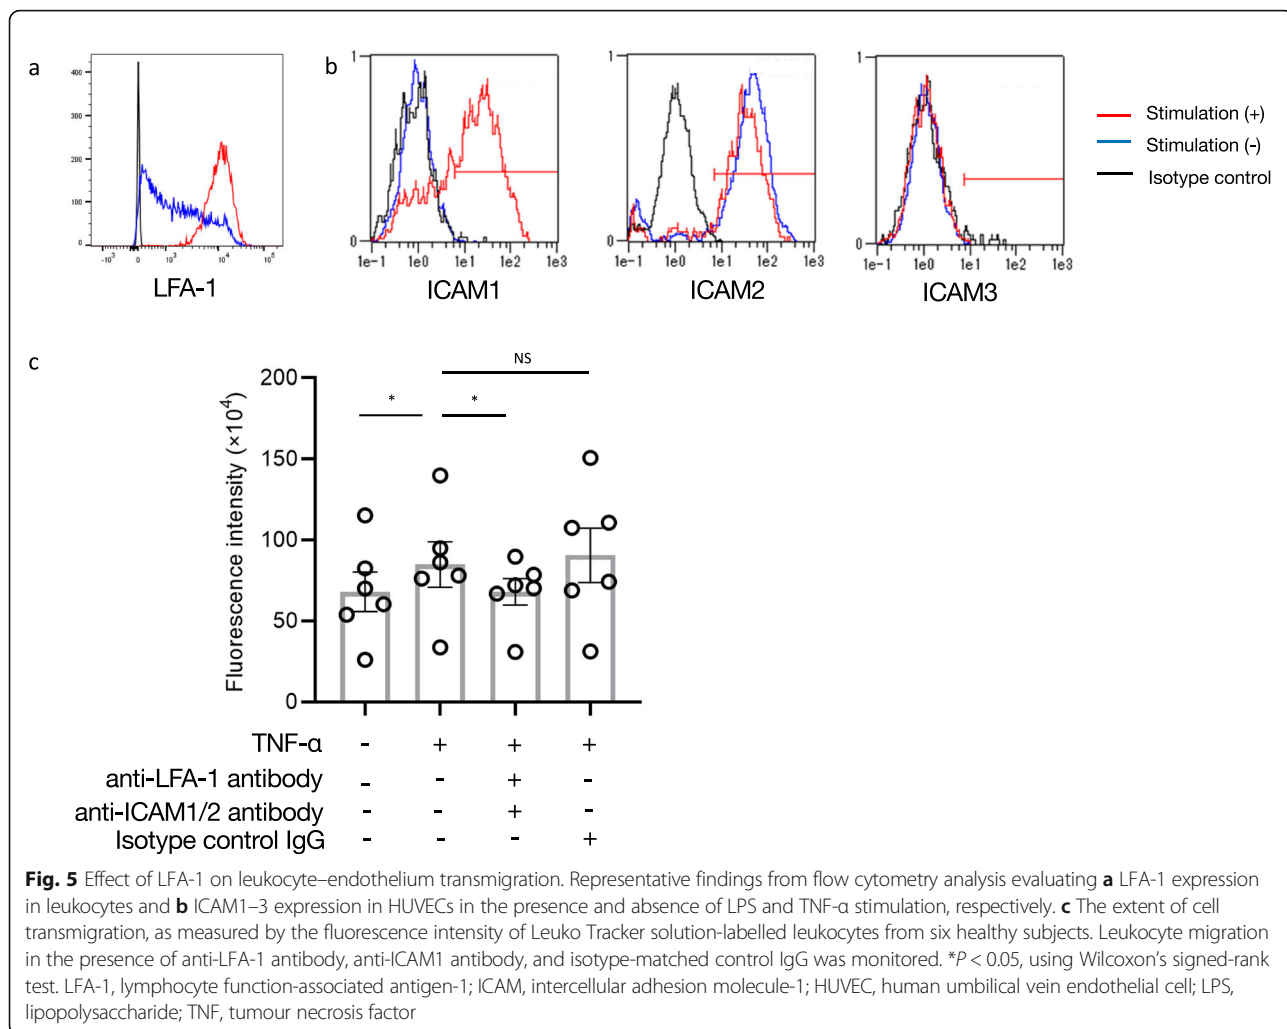 a
400
300
200
100
0
-10³ 0 10³ 10⁴ 10⁵
LFA-1
b
1
0
1e-1 1e0 1e1 1e2 1e3
ICAM1
1
0
1e-1 1e0 1e1 1e2 1e3
ICAM2
1
0
1e-1 1e0 1e1 1e2 1e3
ICAM3
Stimulation (+)
Stimulation (-)
Isotype control
c
NS
* *
Fluorescence intensity (×10⁴)
200
150
100
50
0
TNF-α - + + +
anti-LFA-1 antibody - - + -
anti-ICAM1/2 antibody - - + -
Isotype control IgG - - - +
Fig. 5 Effect of LFA-1 on leukocyte–endothelium transmigration. Representative findings from flow cytometry analysis evaluating a LFA-1 expression
in leukocytes and b ICAM1–3 expression in HUVECs in the presence and absence of LPS and TNF-α stimulation, respectively. c The extent of cell
transmigration, as measured by the fluorescence intensity of Leuko Tracker solution-labelled leukocytes from six healthy subjects. Leukocyte migration
in the presence of anti-LFA-1 antibody, anti-ICAM1 antibody, and isotype-matched control IgG was monitored. *P < 0.05, using Wilcoxon's signed-rank
test. LFA-1, lymphocyte function-associated antigen-1; ICAM, intercellular adhesion molecule-1; HUVEC, human umbilical vein endothelial cell; LPS,
lipopolysaccharide; TNF, tumour necrosis factor